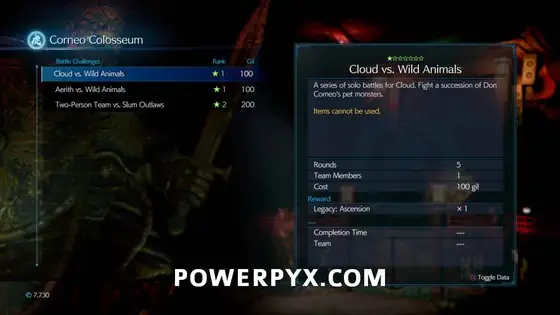 Corneo Colosseum
Battle Challenges Rank Gil
Cloud vs. Wild Animals ★ 1 100
Aerith vs. Wild Animals ★ 1 100
Two-Person Team vs. Slum Outlaws ★ 2 200
★☆☆☆☆☆☆
Cloud vs. Wild Animals
A series of solo battles for Cloud. Fight a succession of Don
Corneo's pet monsters.
Items cannot be used.
Rounds 5
Team Members 1
Cost 100 gil
Reward
Legacy: Ascension × 1
---
Completion Time ---
Team ---
POWERPYX.COM
Toggle Data
7,730